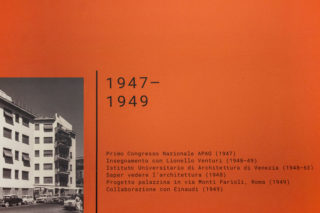 1947–
1949
Primo Congresso Nazionale APAO (1947)
Insegnamento con Lionello Venturi (1948-49)
Istituto Universitario di Architettura di Venezia (1948-63)
Saper vedere l'architettura (1948)
Progetto palazzina in via Monti Parioli, Roma (1949)
Collaborazione con Einaudi (1949)